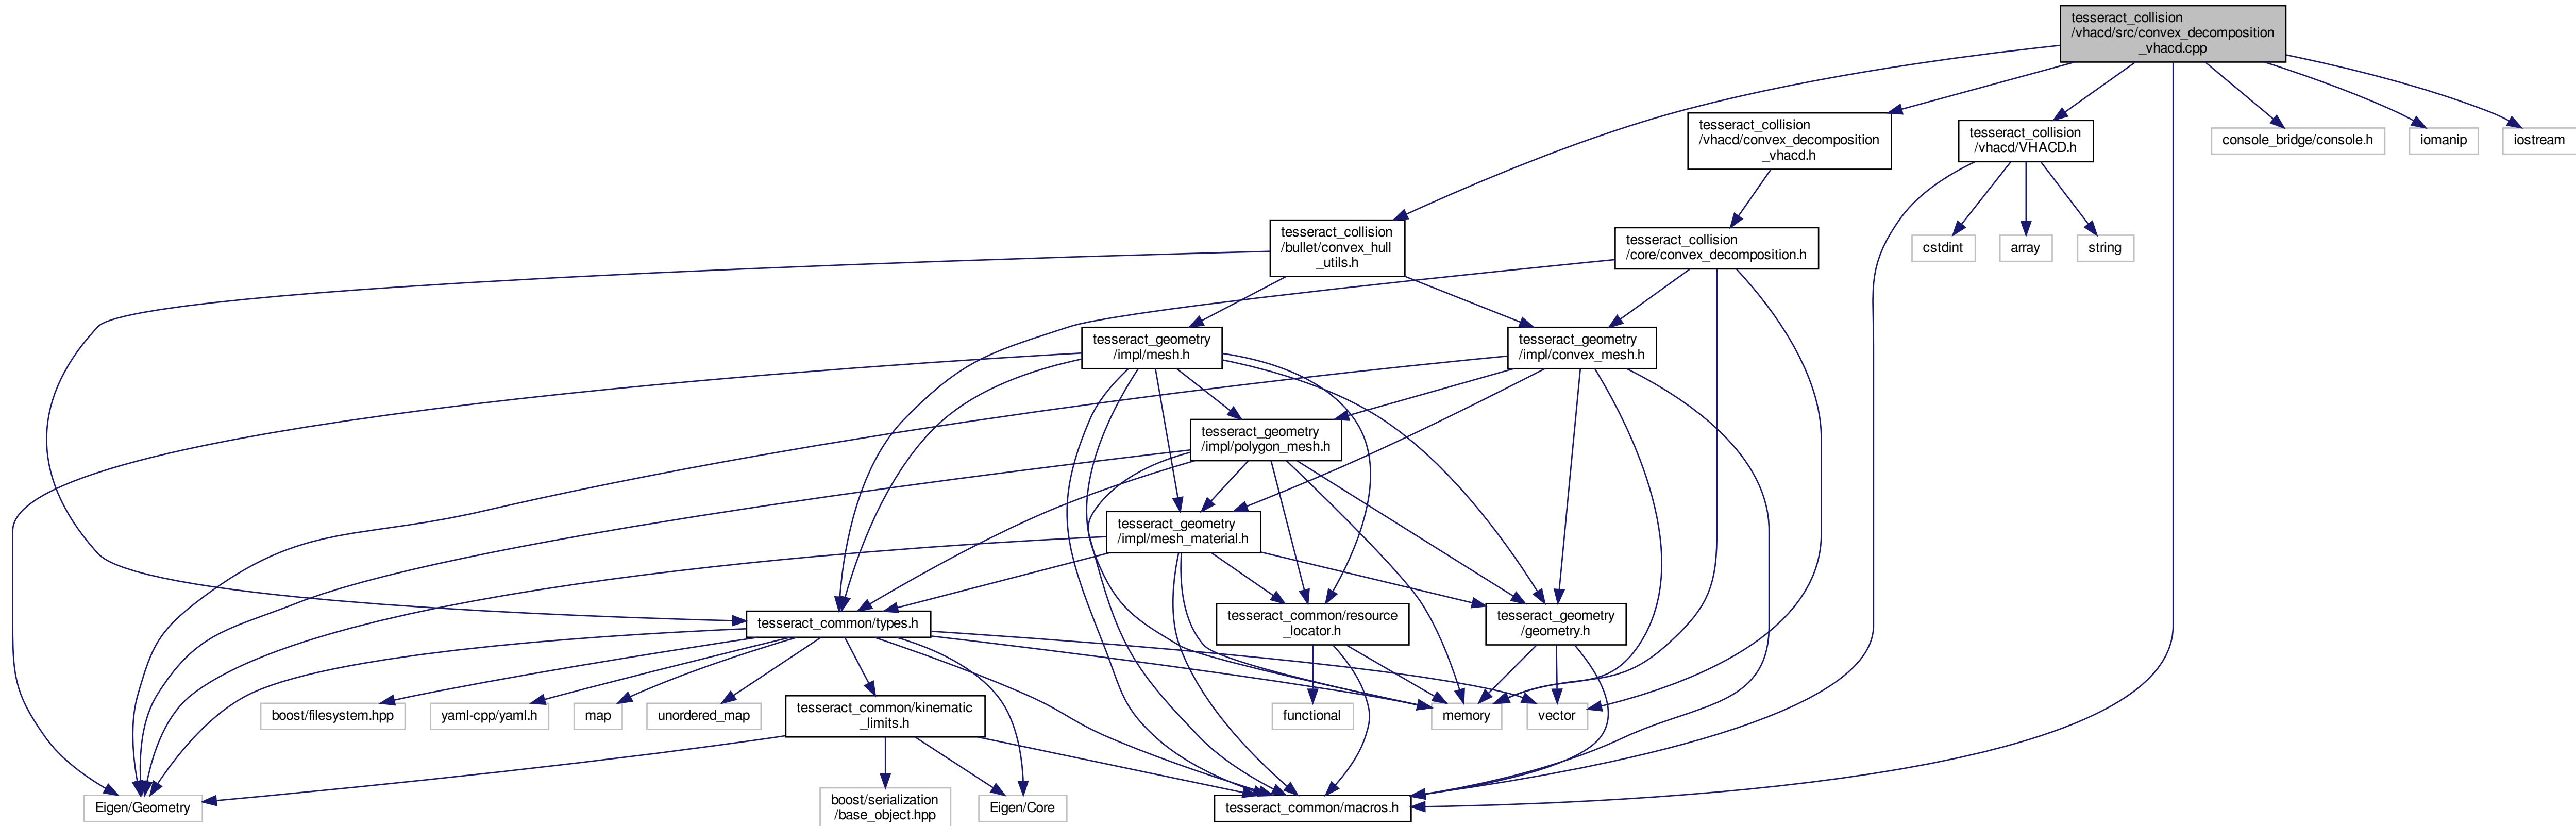 tesseract_collision
/vhacd/src/convex_decomposition
_vhacd.cpp
tesseract_collision
/vhacd/convex_decomposition
_vhacd.h
tesseract_collision
/vhacd/VHACD.h
console_bridge/console.h
iomanip
iostream
tesseract_collision
/bullet/convex_hull
_utils.h
tesseract_collision
/core/convex_decomposition.h
cstdint
array
string
tesseract_geometry
/impl/mesh.h
tesseract_geometry
/impl/convex_mesh.h
tesseract_geometry
/impl/polygon_mesh.h
tesseract_geometry
/impl/mesh_material.h
tesseract_common/types.h
tesseract_common/resource
_locator.h
tesseract_geometry
/geometry.h
boost/filesystem.hpp
yaml-cpp/yaml.h
map
unordered_map
tesseract_common/kinematic
_limits.h
functional
memory
vector
Eigen/Geometry
boost/serialization
/base_object.hpp
Eigen/Core
tesseract_common/macros.h